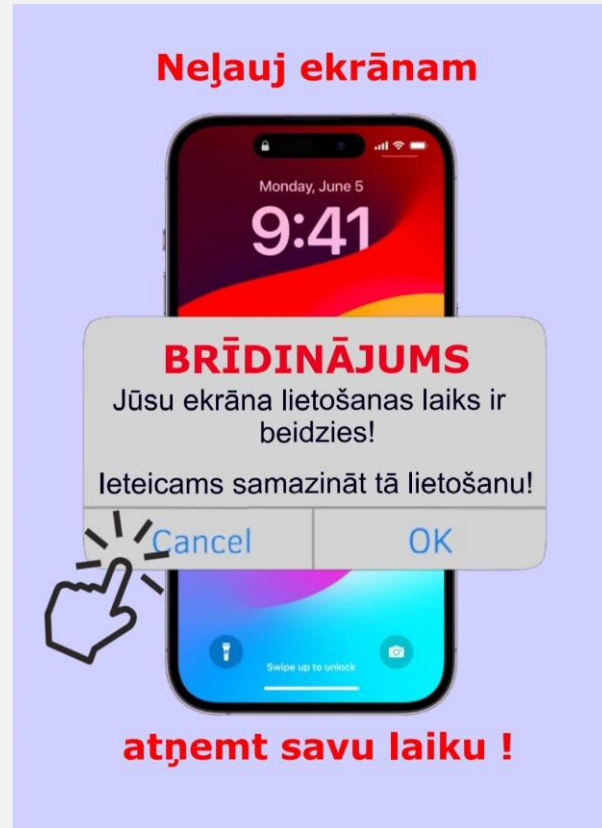 Neļauj ekrānam
Monday, June 5
9:41
BRĪDINĀJUMS
Jūsu ekrāna lietošanas laiks ir
beidzies!
Ieteicams samazināt tā lietošanu!
Cancel
OK
Swipe up to unlock
atņemt savu laiku !